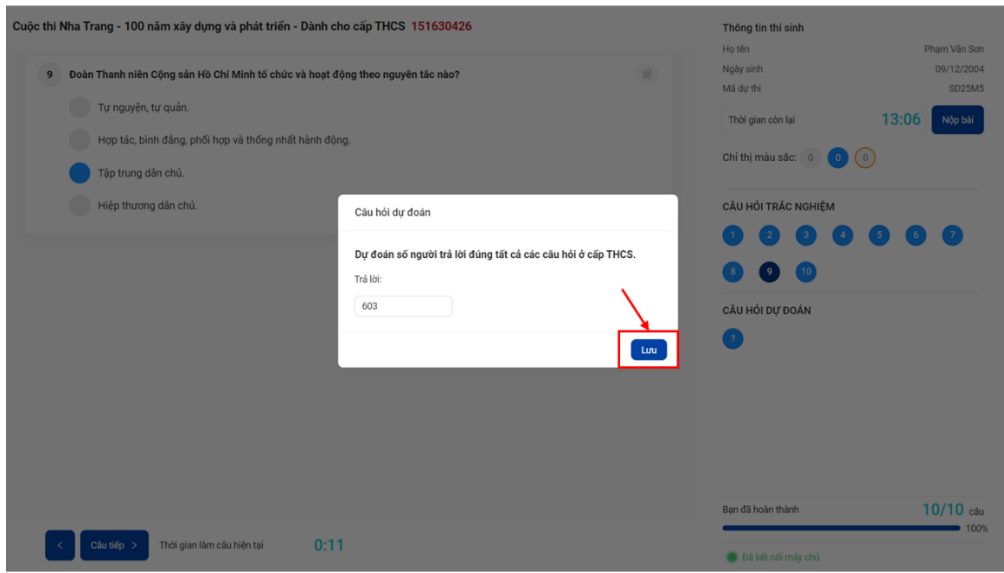 Cuộc thi Nha Trang - 100 năm xây dựng và phát triển - Dành cho cấp THCS 151630426
9 Đoàn Thanh niên Cộng sản Hồ Chí Minh tổ chức và hoạt động theo nguyên tắc nào?
Tự nguyện, tự quản.
Hợp tác, bình đẳng, phối hợp và thống nhất hành động.
Tập trung dân chủ.
Hiệp thương dân chủ.
Câu hỏi dự đoán
Dự đoán số người trả lời đúng tất cả các câu hỏi ở cấp THCS.
Trả lời:
603
Lưu
Thông tin thí sinh
Họ tên Phạm Văn Sơn
Ngày sinh 09/12/2004
Mã dự thi SD25M5
Thời gian còn lại 13:06 Nộp bài
Chỉ thị màu sắc: 0 0 0
CÂU HỎI TRẮC NGHIỆM
1 2 3 4 5 6 7
8 9 10
CÂU HỎI DỰ ĐOÁN
?
Bạn đã hoàn thành 10/10 câu
100%
Đã kết nối máy chủ
< Câu tiếp > Thời gian làm câu hiện tại 0:11